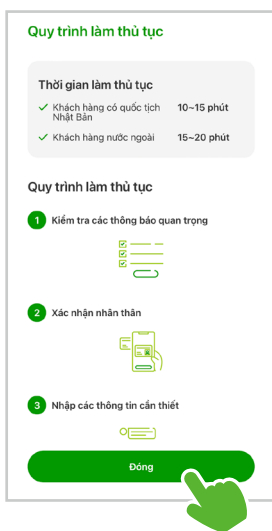 Quy trình làm thủ tục
Thời gian làm thủ tục
Khách hàng có quốc tịch Nhật Bản 10~15 phút
Khách hàng nước ngoài 15~20 phút
Quy trình làm thủ tục
1 Kiểm tra các thông báo quan trọng
2 Xác nhận nhân thân
3 Nhập các thông tin cần thiết
Đóng